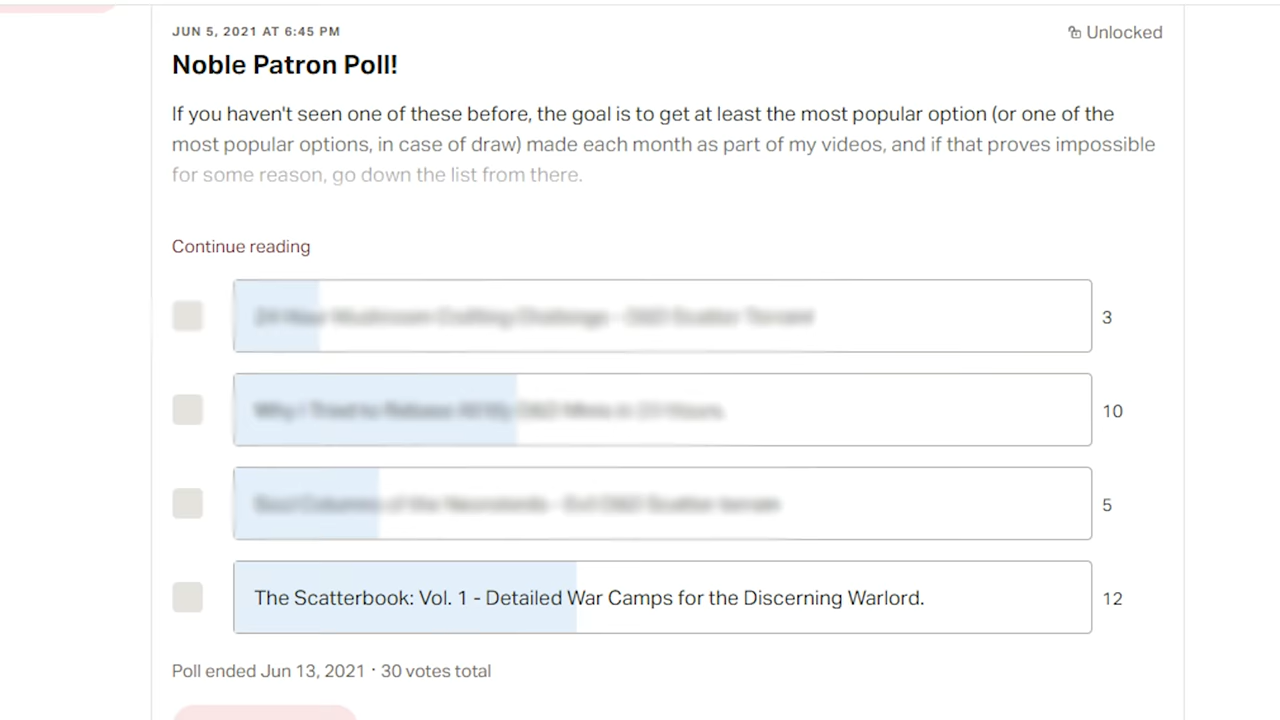 JUN 5, 2021 AT 6:45 PM
Unlocked
Noble Patron Poll!
If you haven't seen one of these before, the goal is to get at least the most popular option (or one of the
most popular options, in case of draw) made each month as part of my videos, and if that proves impossible
for some reason, go down the list from there.
Continue reading
3
10
5
The Scatterbook: Vol. 1 - Detailed War Camps for the Discerning Warlord.
12
Poll ended Jun 13, 2021 · 30 votes total